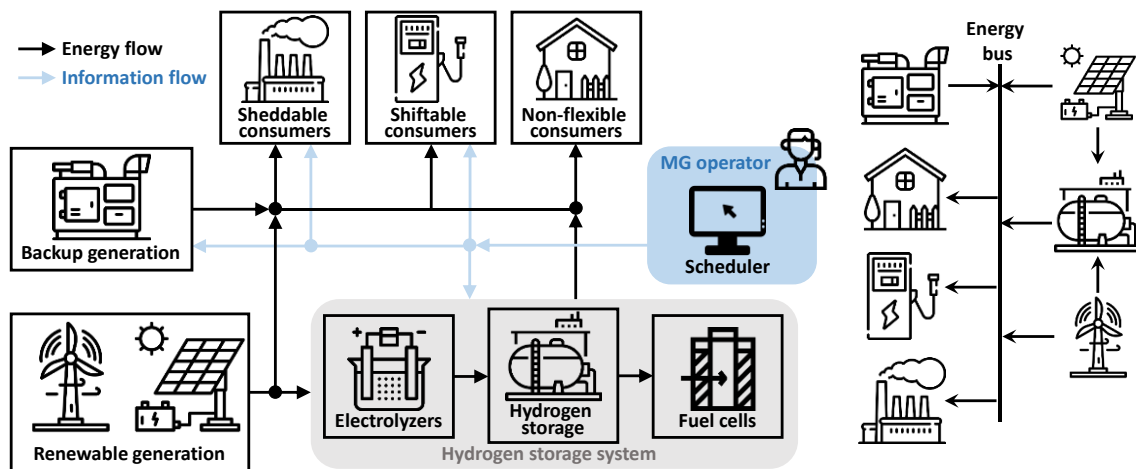 Energy flow
Information flow
Sheddable
consumers
Shiftable
consumers
Non-flexible
consumers
MG operator
Scheduler
Backup generation
Renewable generation
+ −
Electrolyzers
Hydrogen
storage
Fuel cells
Hydrogen storage system
Energy
bus